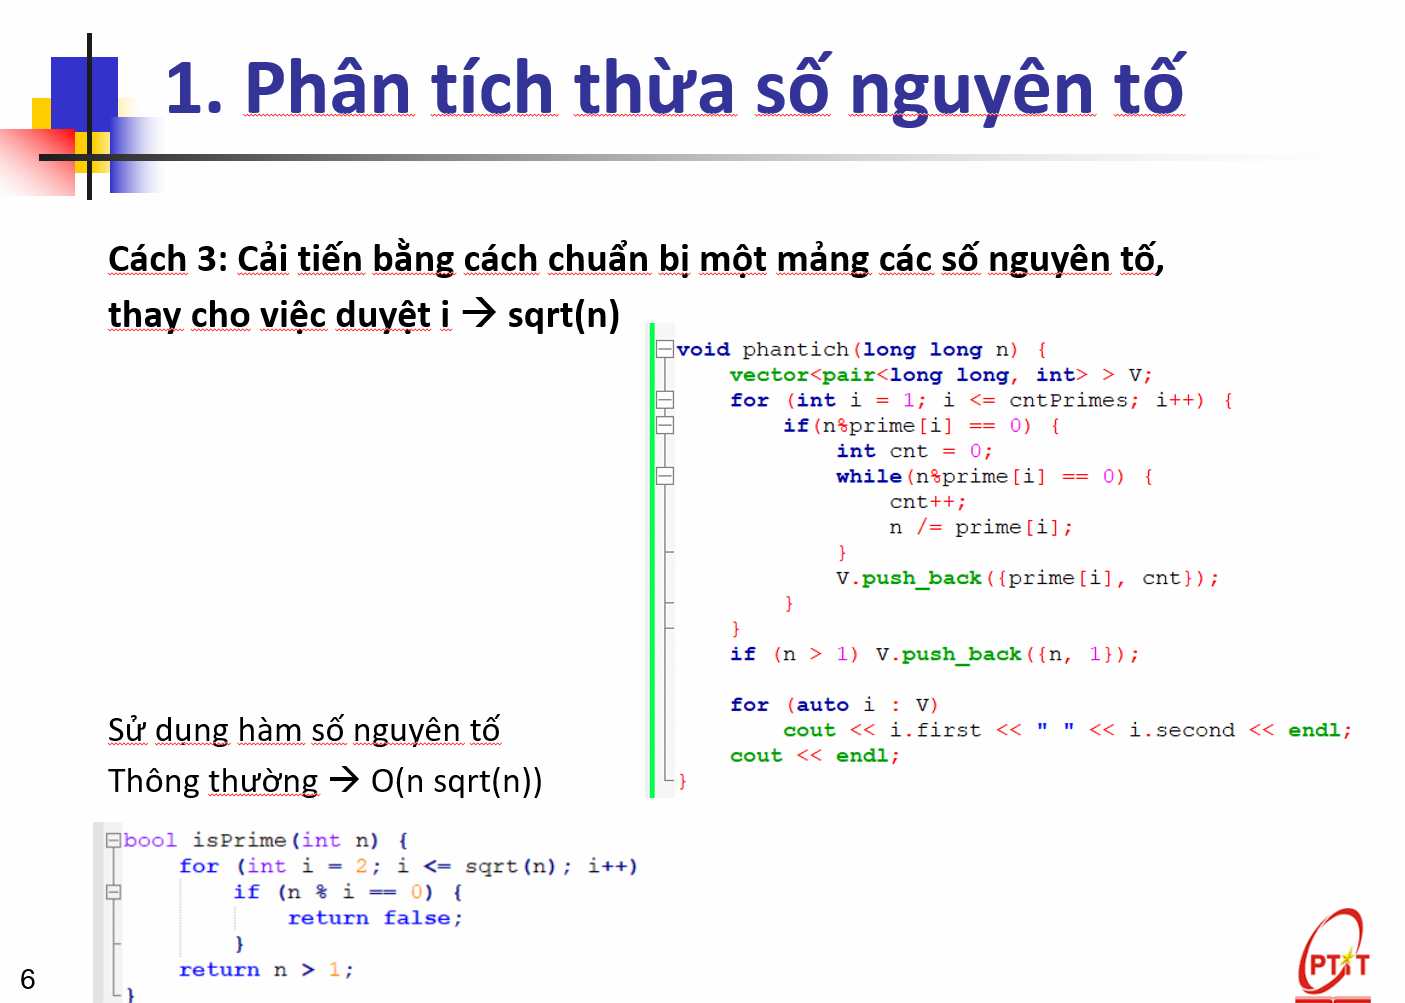 1. Phân tích thừa số nguyên tố
Cách 3: Cải tiến bằng cách chuẩn bị một mảng các số nguyên tố,
thay cho việc duyệt i → sqrt(n)
void phantich(long long n) {
    vector<pair<long long, int> > V;
    for (int i = 1; i <= cntPrimes; i++) {
        if(n%prime[i] == 0) {
            int cnt = 0;
            while(n%prime[i] == 0) {
                cnt++;
                n /= prime[i];
            }
            V.push_back({prime[i], cnt});
        }
    }
    if (n > 1) V.push_back({n, 1});
    for (auto i : V)
        cout << i.first << " " << i.second << endl;
    cout << endl;
}
Sử dụng hàm số nguyên tố
Thông thường → O(n sqrt(n))
bool isPrime(int n) {
    for (int i = 2; i <= sqrt(n); i++)
        if (n % i == 0) {
            return false;
        }
    return n > 1;
}
6
PTIT